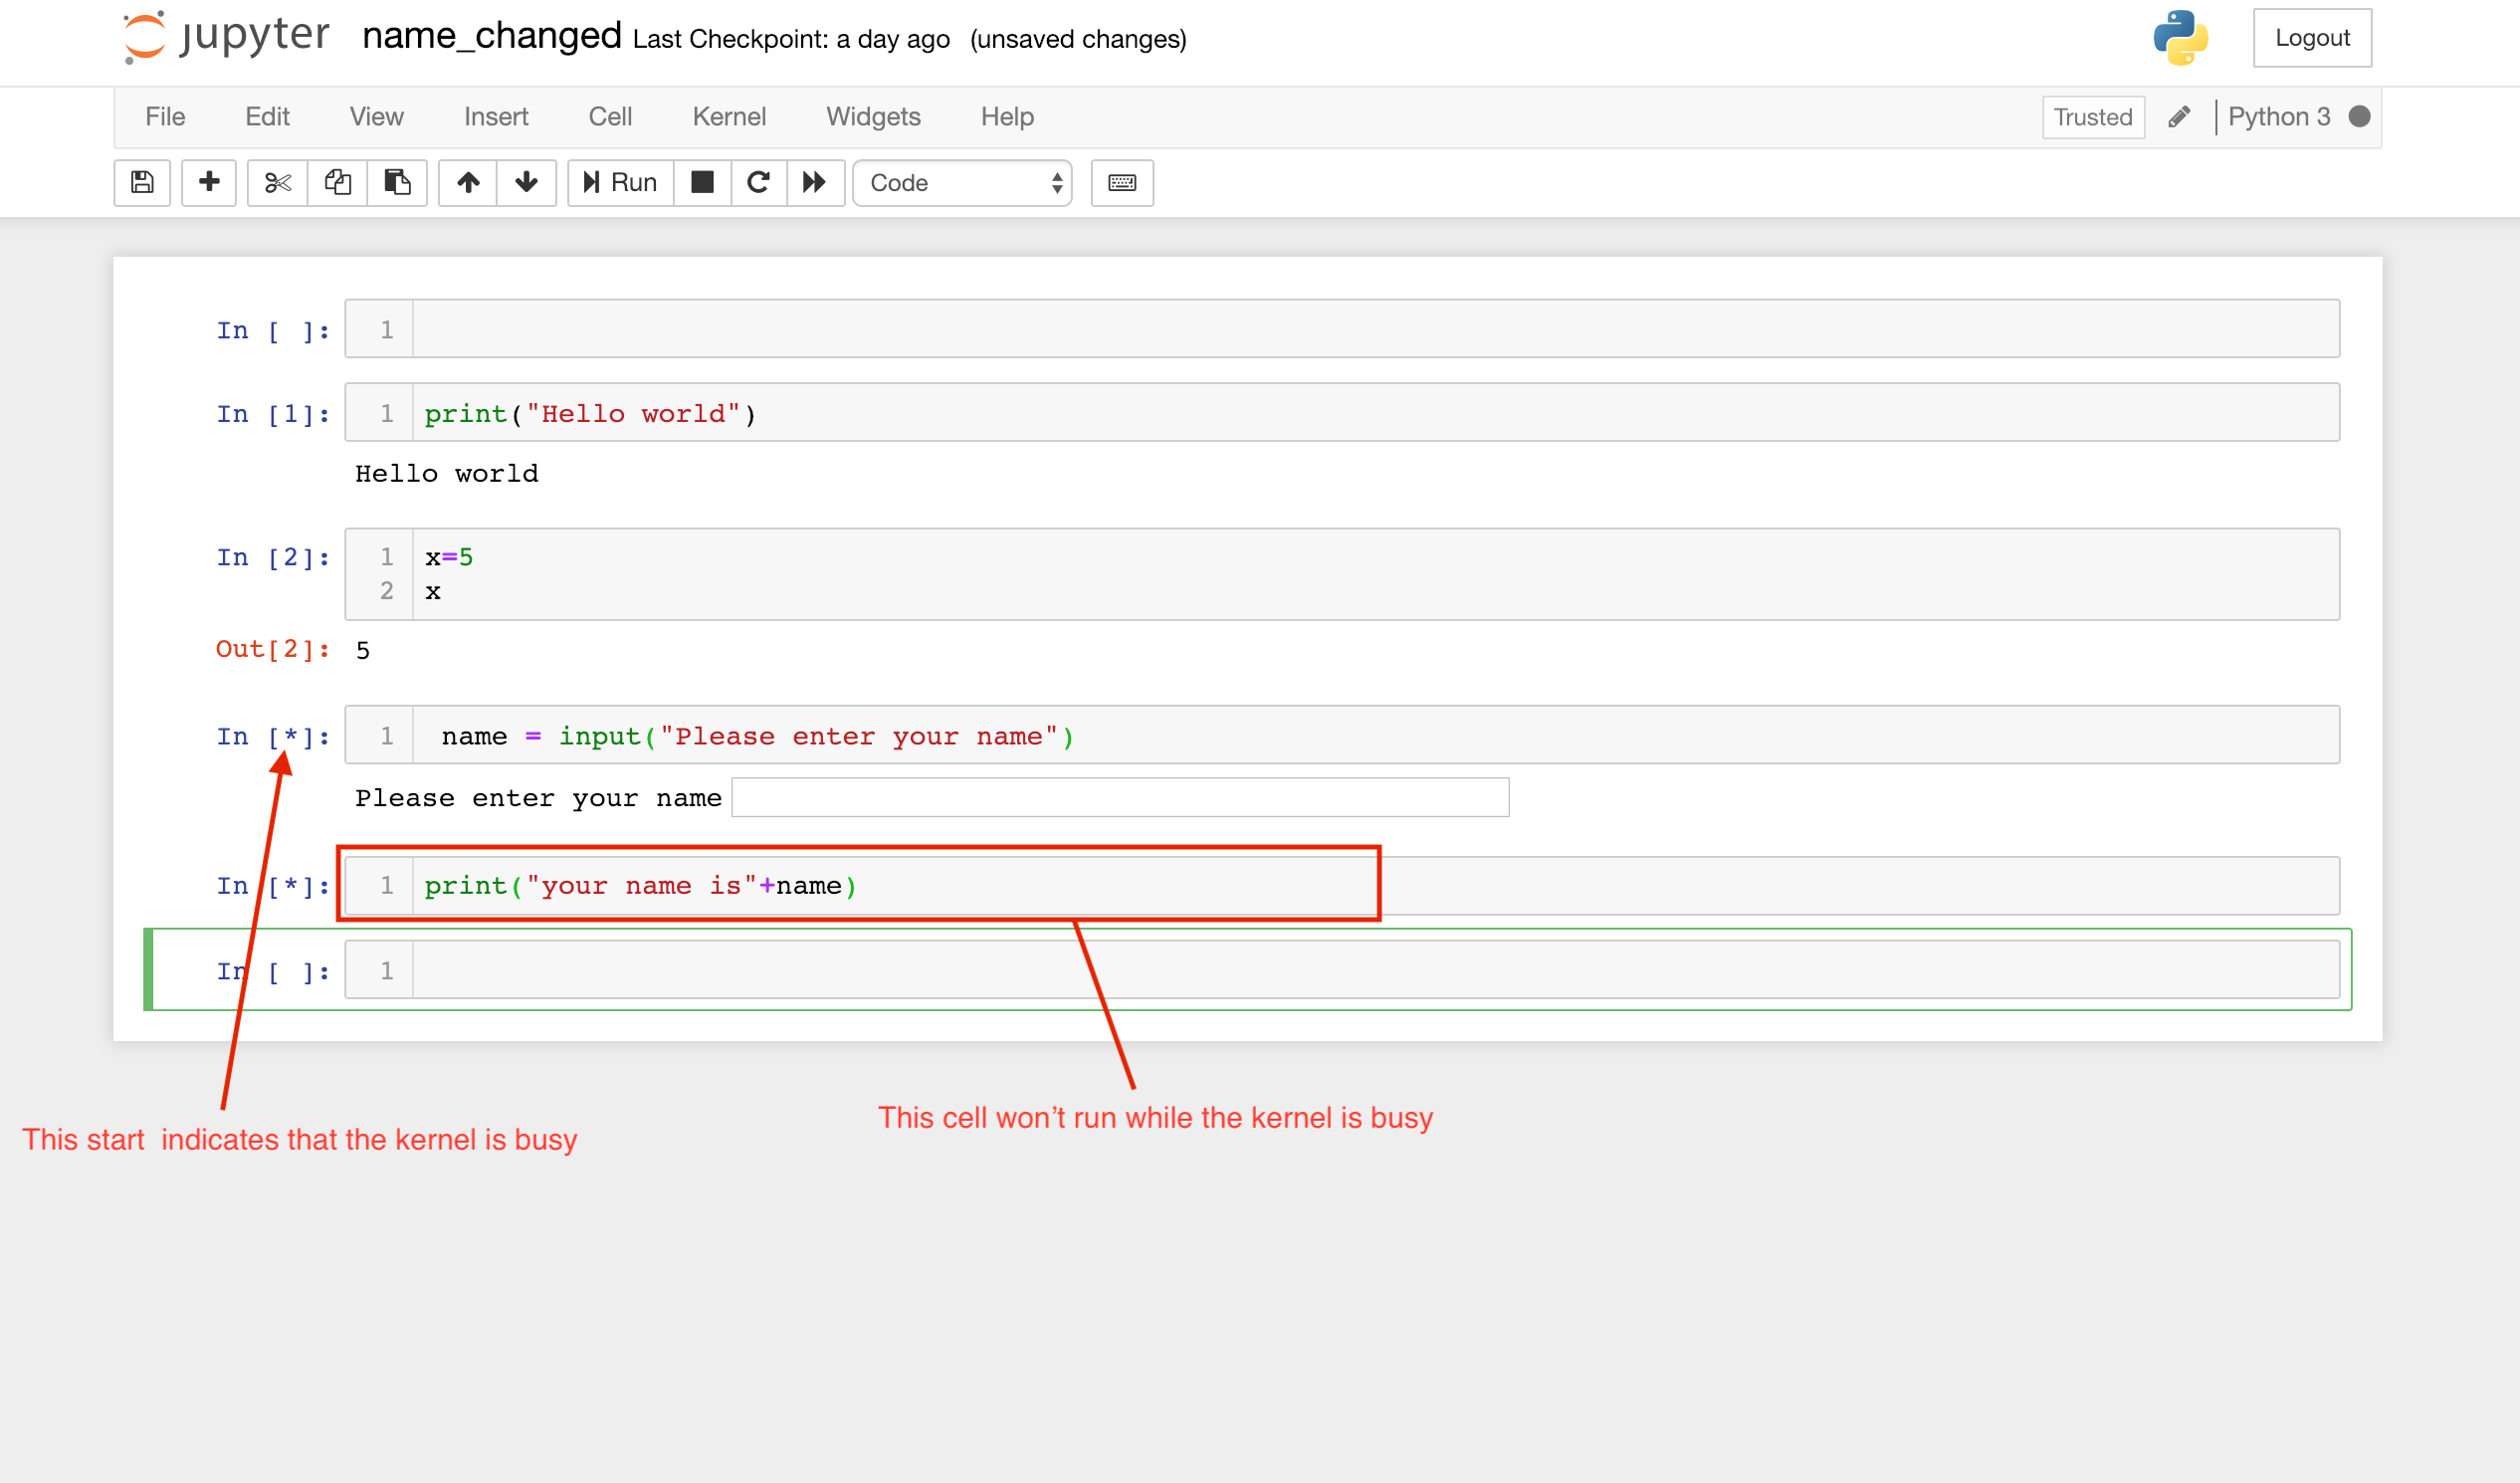 jupyter name_changed Last Checkpoint: a day ago (unsaved changes) Logout
File Edit View Insert Cell Kernel Widgets Help Trusted Python 3
Run Code
In [ ]: 1
In [1]: 1 print("Hello world")
Hello world
In [2]: 1 x=5
2 x
Out[2]: 5
In [*]: 1 name = input("Please enter your name")
Please enter your name
In [*]: 1 print("your name is"+name)
In [ ]: 1
This cell won’t run while the kernel is busy
This start  indicates that the kernel is busy